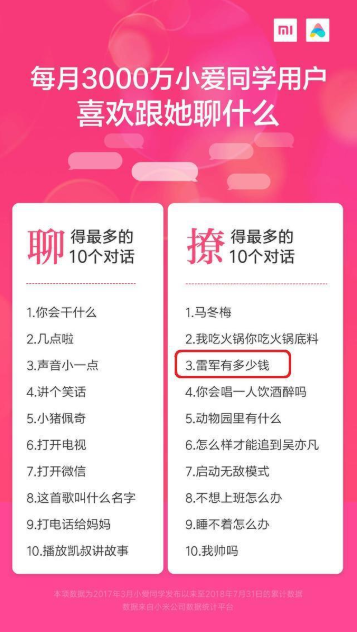 MI
每月3000万小爱同学用户
喜欢跟她聊什么
聊 得最多的
10个对话
1.你会干什么
2.几点啦
3.声音小一点
4.讲个笑话
5.小猪佩奇
6.打开电视
7.打开微信
8.这首歌叫什么名字
9.打电话给妈妈
10.播放凯叔讲故事
撩 得最多的
10个对话
1.马冬梅
2.我吃火锅你吃火锅底料
3.雷军有多少钱
4.你会唱一人饮酒醉吗
5.动物园里有什么
6.怎么样才能追到吴亦凡
7.启动无敌模式
8.不想上班怎么办
9.睡不着怎么办
10.我帅吗
本项数据为2017年3月小爱同学发布以来至2018年7月31日的累计数据
数据来自小米公司数据统计平台